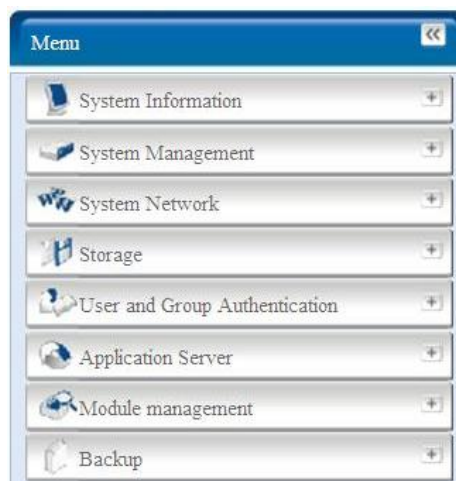 Menu
System Information
System Management
System Network
Storage
User and Group Authentication
Application Server
Module management
Backup